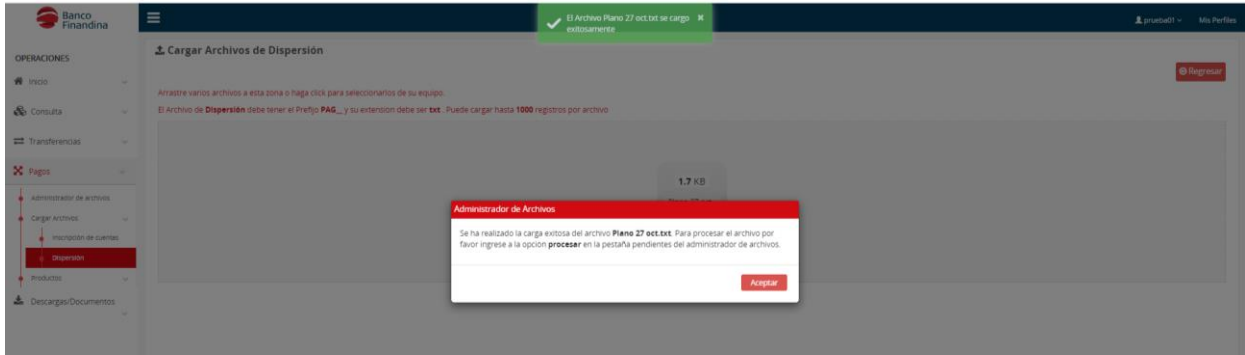 Banco
Finandina
El Archivo Plano 27 oct.txt se cargo ×
exitosamente
prueba01
Mis Perfiles
OPERACIONES
Inicio
Consulta
Transferencias
Pagos
Administrador de archivos
Cargar Archivos
Inscripción de cuentas
Dispersión
Productos
Descargas/Documentos
Cargar Archivos de Dispersión
Regresar
Arrastre varios archivos a esta zona o haga click para seleccionarlos de su equipo.
El Archivo de Dispersión debe tener el Prefijo PAG_ y su extension debe ser txt . Puede cargar hasta 1000 registros por archivo
1.7 KB
Administrador de Archivos
Se ha realizado la carga exitosa del archivo Plano 27 oct.txt. Para procesar el archivo por
favor ingrese a la opción procesar en la pestaña pendientes del administrador de archivos.
Aceptar